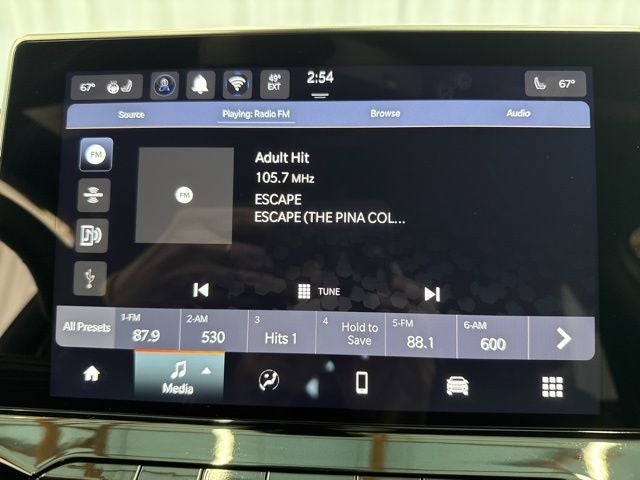 67° 49° EXT 2:54 67°
Source Playing: Radio FM Browse Audio
FM
FM
Adult Hit
105.7 MHz
ESCAPE
ESCAPE (THE PINA COL...
TUNE
All Presets
1-FM 87.9
2-AM 530
3 Hits 1
4 Hold to Save
5-FM 88.1
6-AM 600
Media